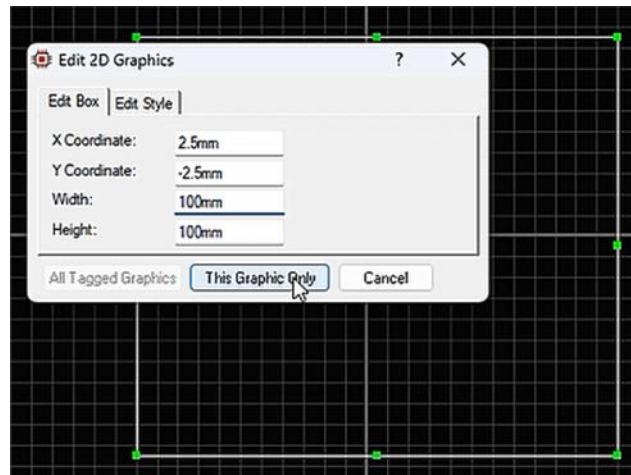 Edit 2D Graphics ?
Edit Box Edit Style
X Coordinate: 2.5mm
Y Coordinate: -2.5mm
Width: 100mm
Height: 100mm
All Tagged Graphics This Graphic Only Cancel